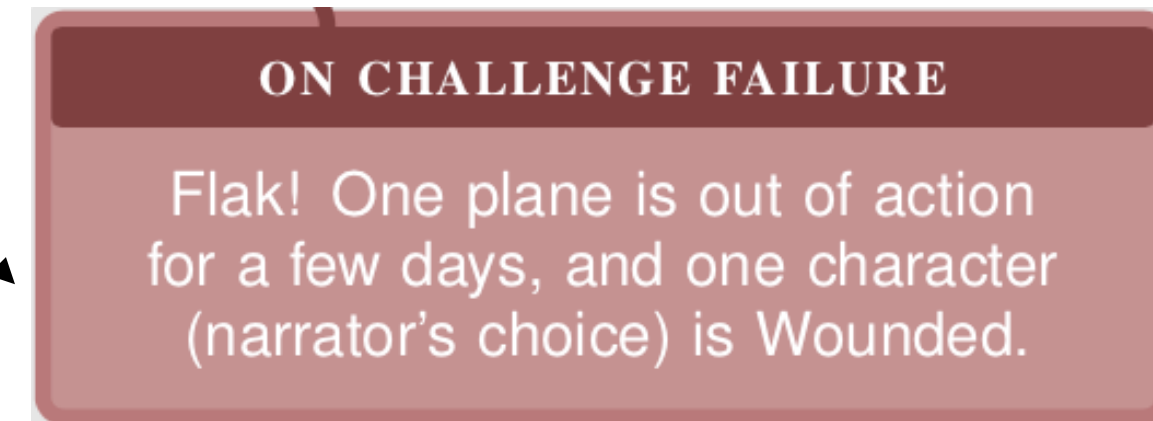 ON CHALLENGE FAILURE
Flak! One plane is out of action
for a few days, and one character
(narrator's choice) is Wounded.